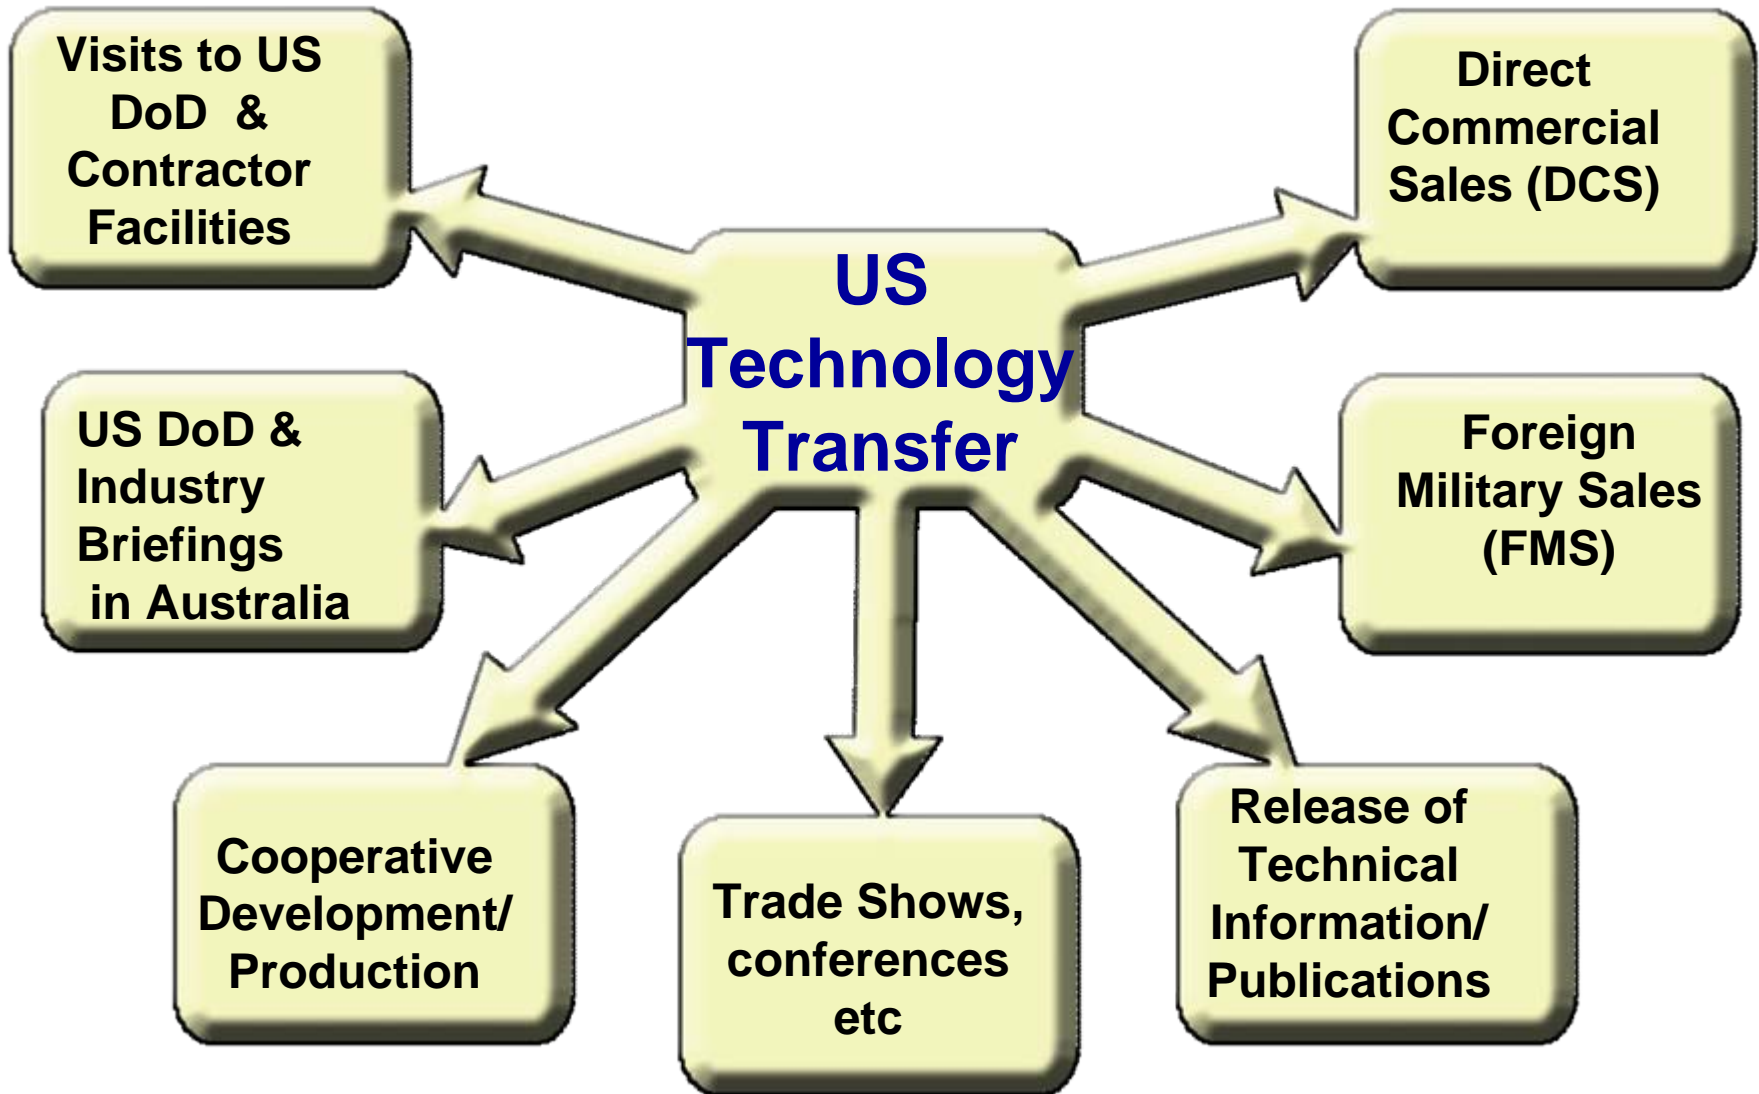 Visits to US
DoD &
Contractor
Facilities
Direct
Commercial
Sales (DCS)
US
Technology
Transfer
US DoD &
Industry
Briefings
in Australia
Foreign
Military Sales
(FMS)
Cooperative
Development/
Production
Trade Shows,
conferences
etc
Release of
Technical
Information/
Publications